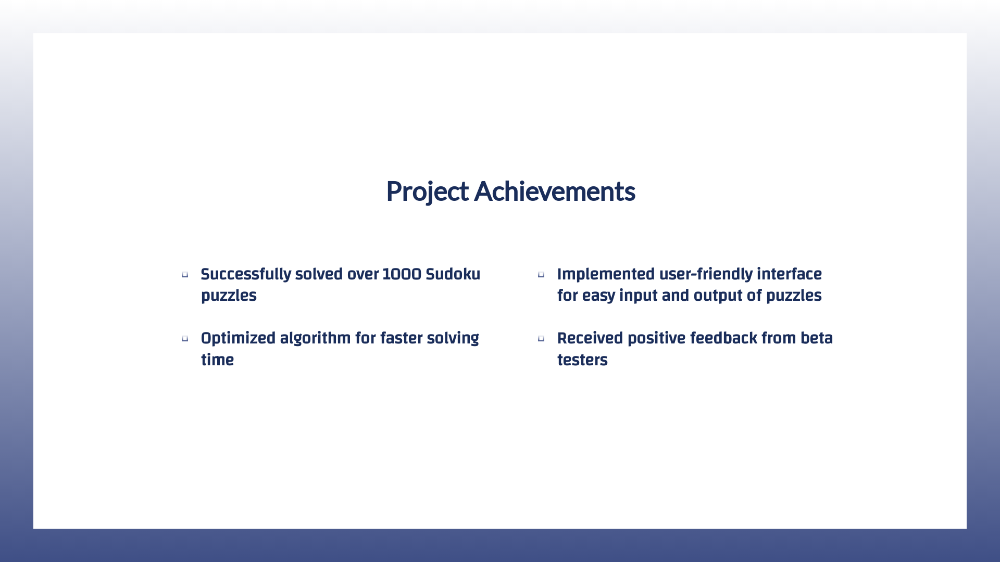 Project Achievements
Successfully solved over 1000 Sudoku
puzzles
Optimized algorithm for faster solving
time
Implemented user-friendly interface
for easy input and output of puzzles
Received positive feedback from beta
testers